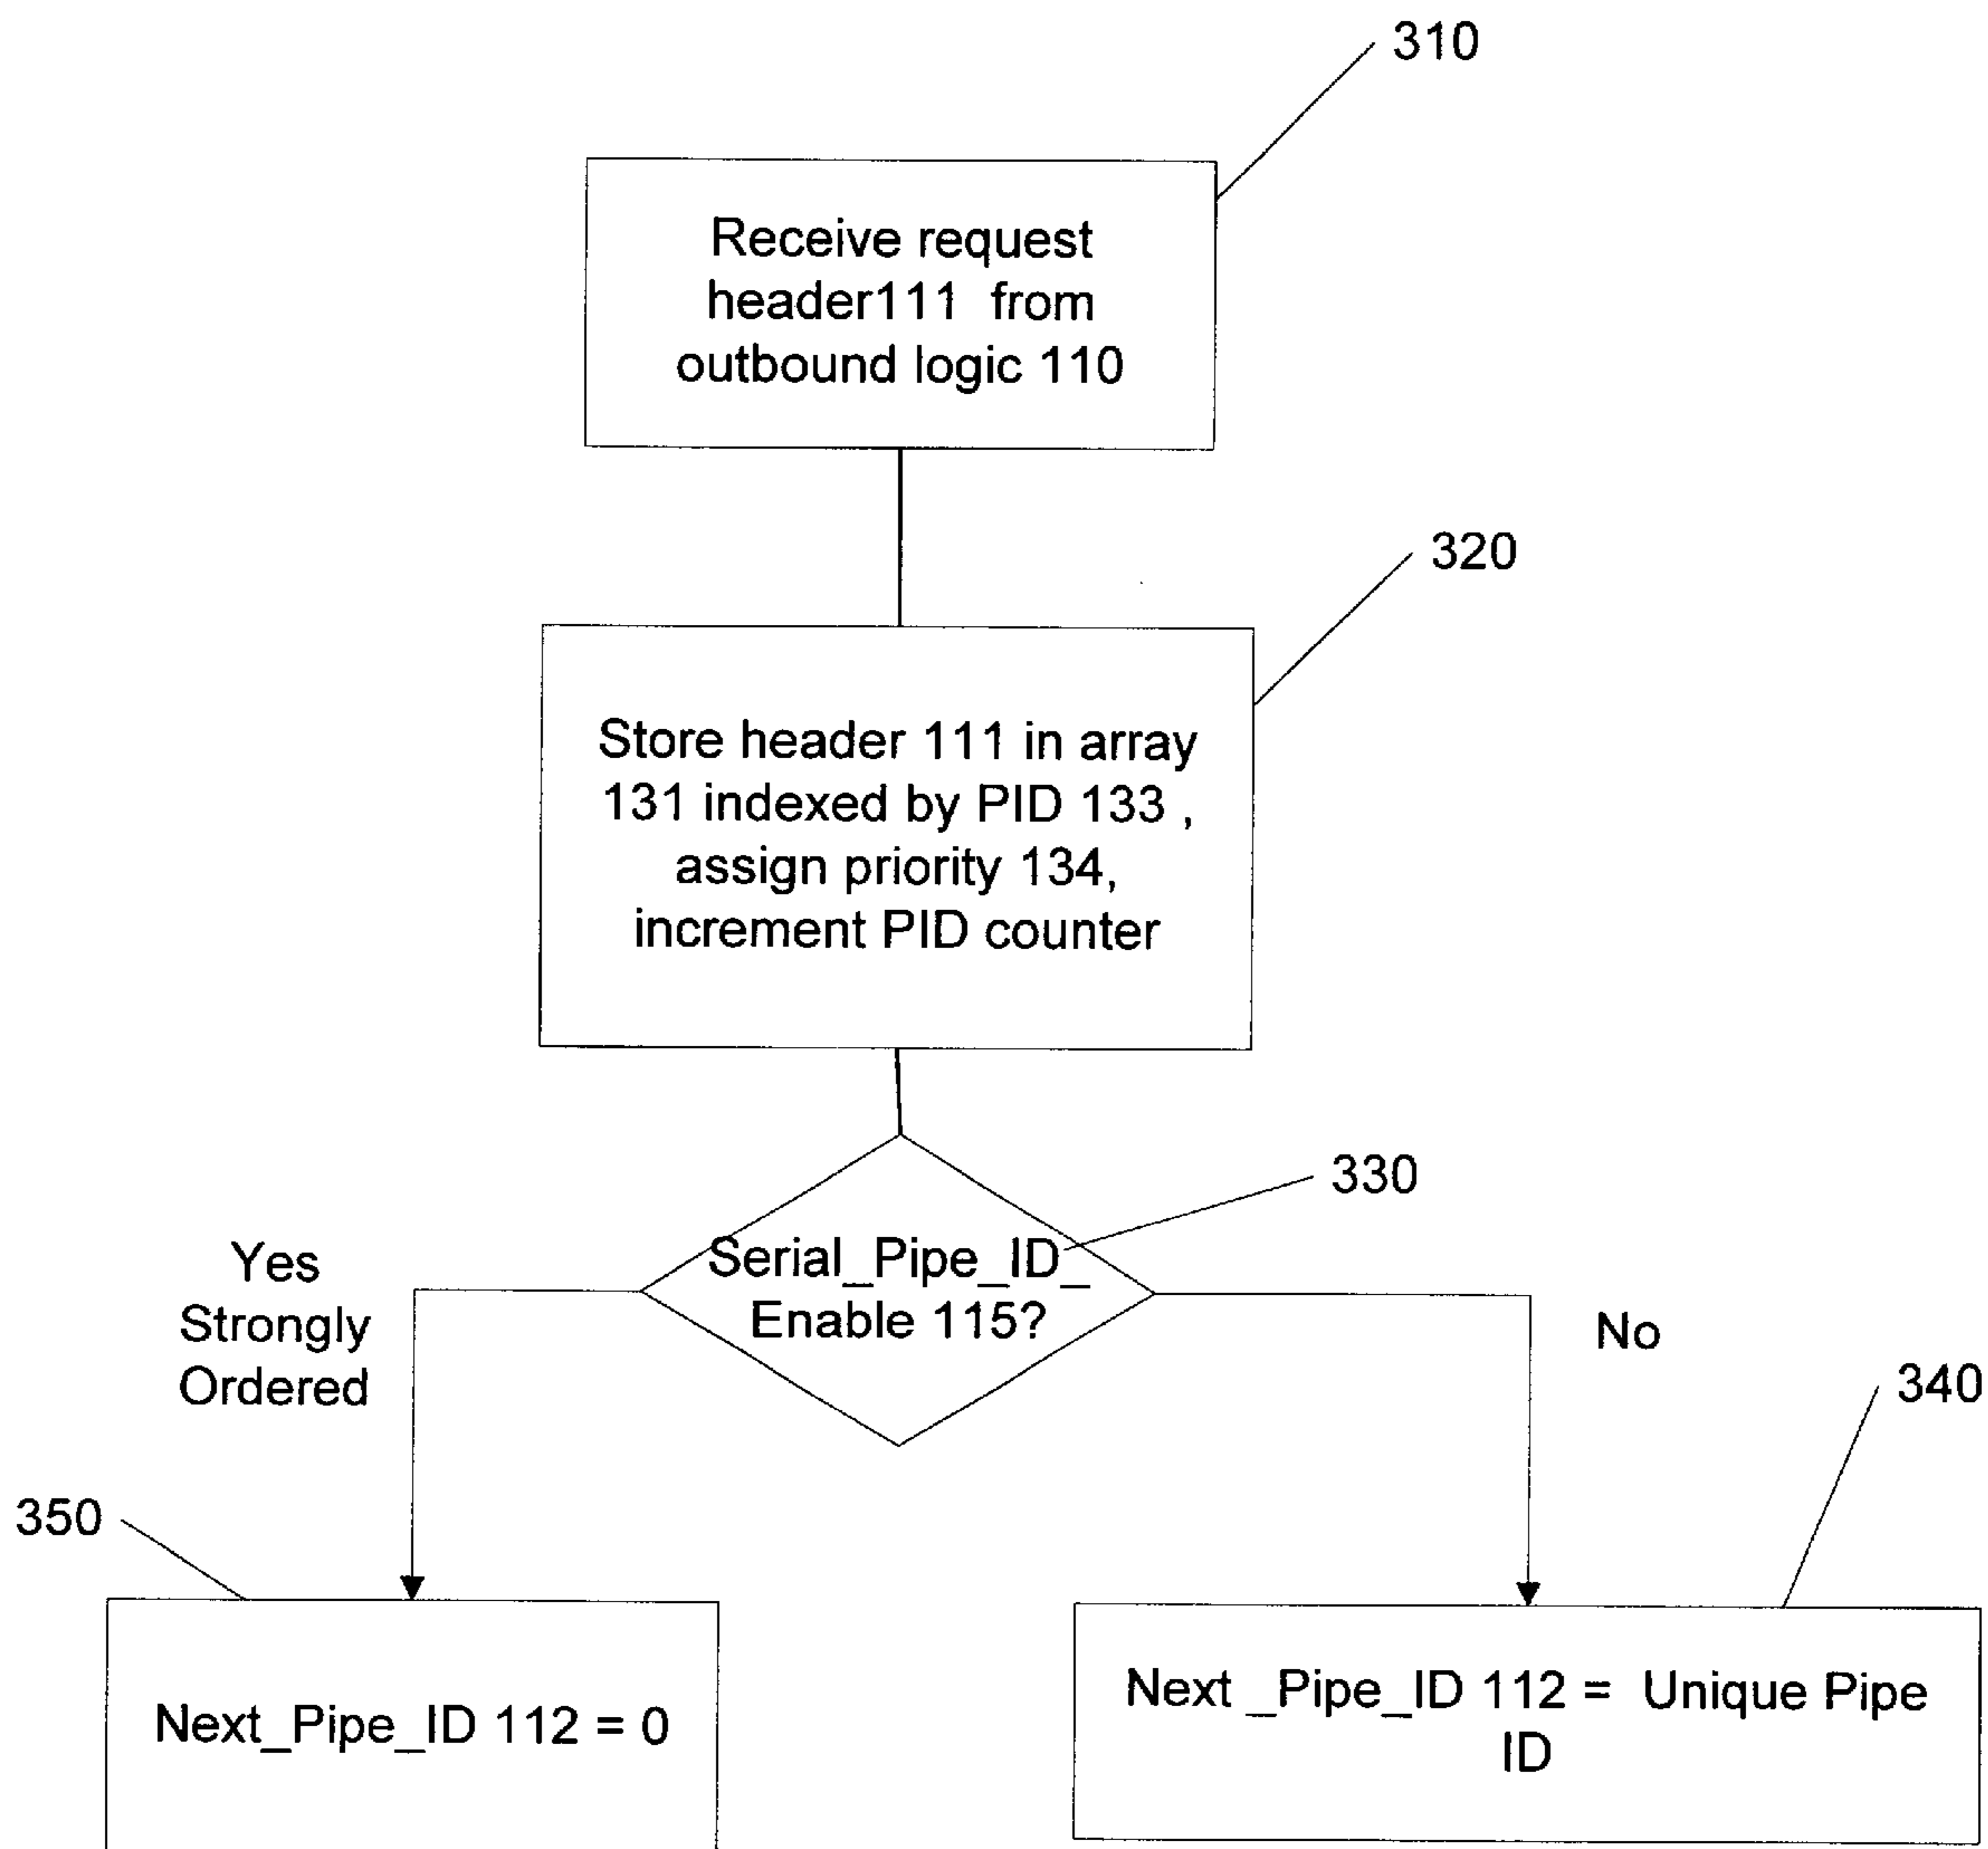 310
Receive request
header111 from
outbound logic 110
320
Store header 111 in array
131 indexed by PID 133 ,
assign priority 134,
increment PID counter
330
Serial_Pipe_ID_
Enable 115?
Yes
Strongly
Ordered
No
340
350
Next_Pipe_ID 112 = 0
Next _Pipe_ID 112 = Unique Pipe
ID